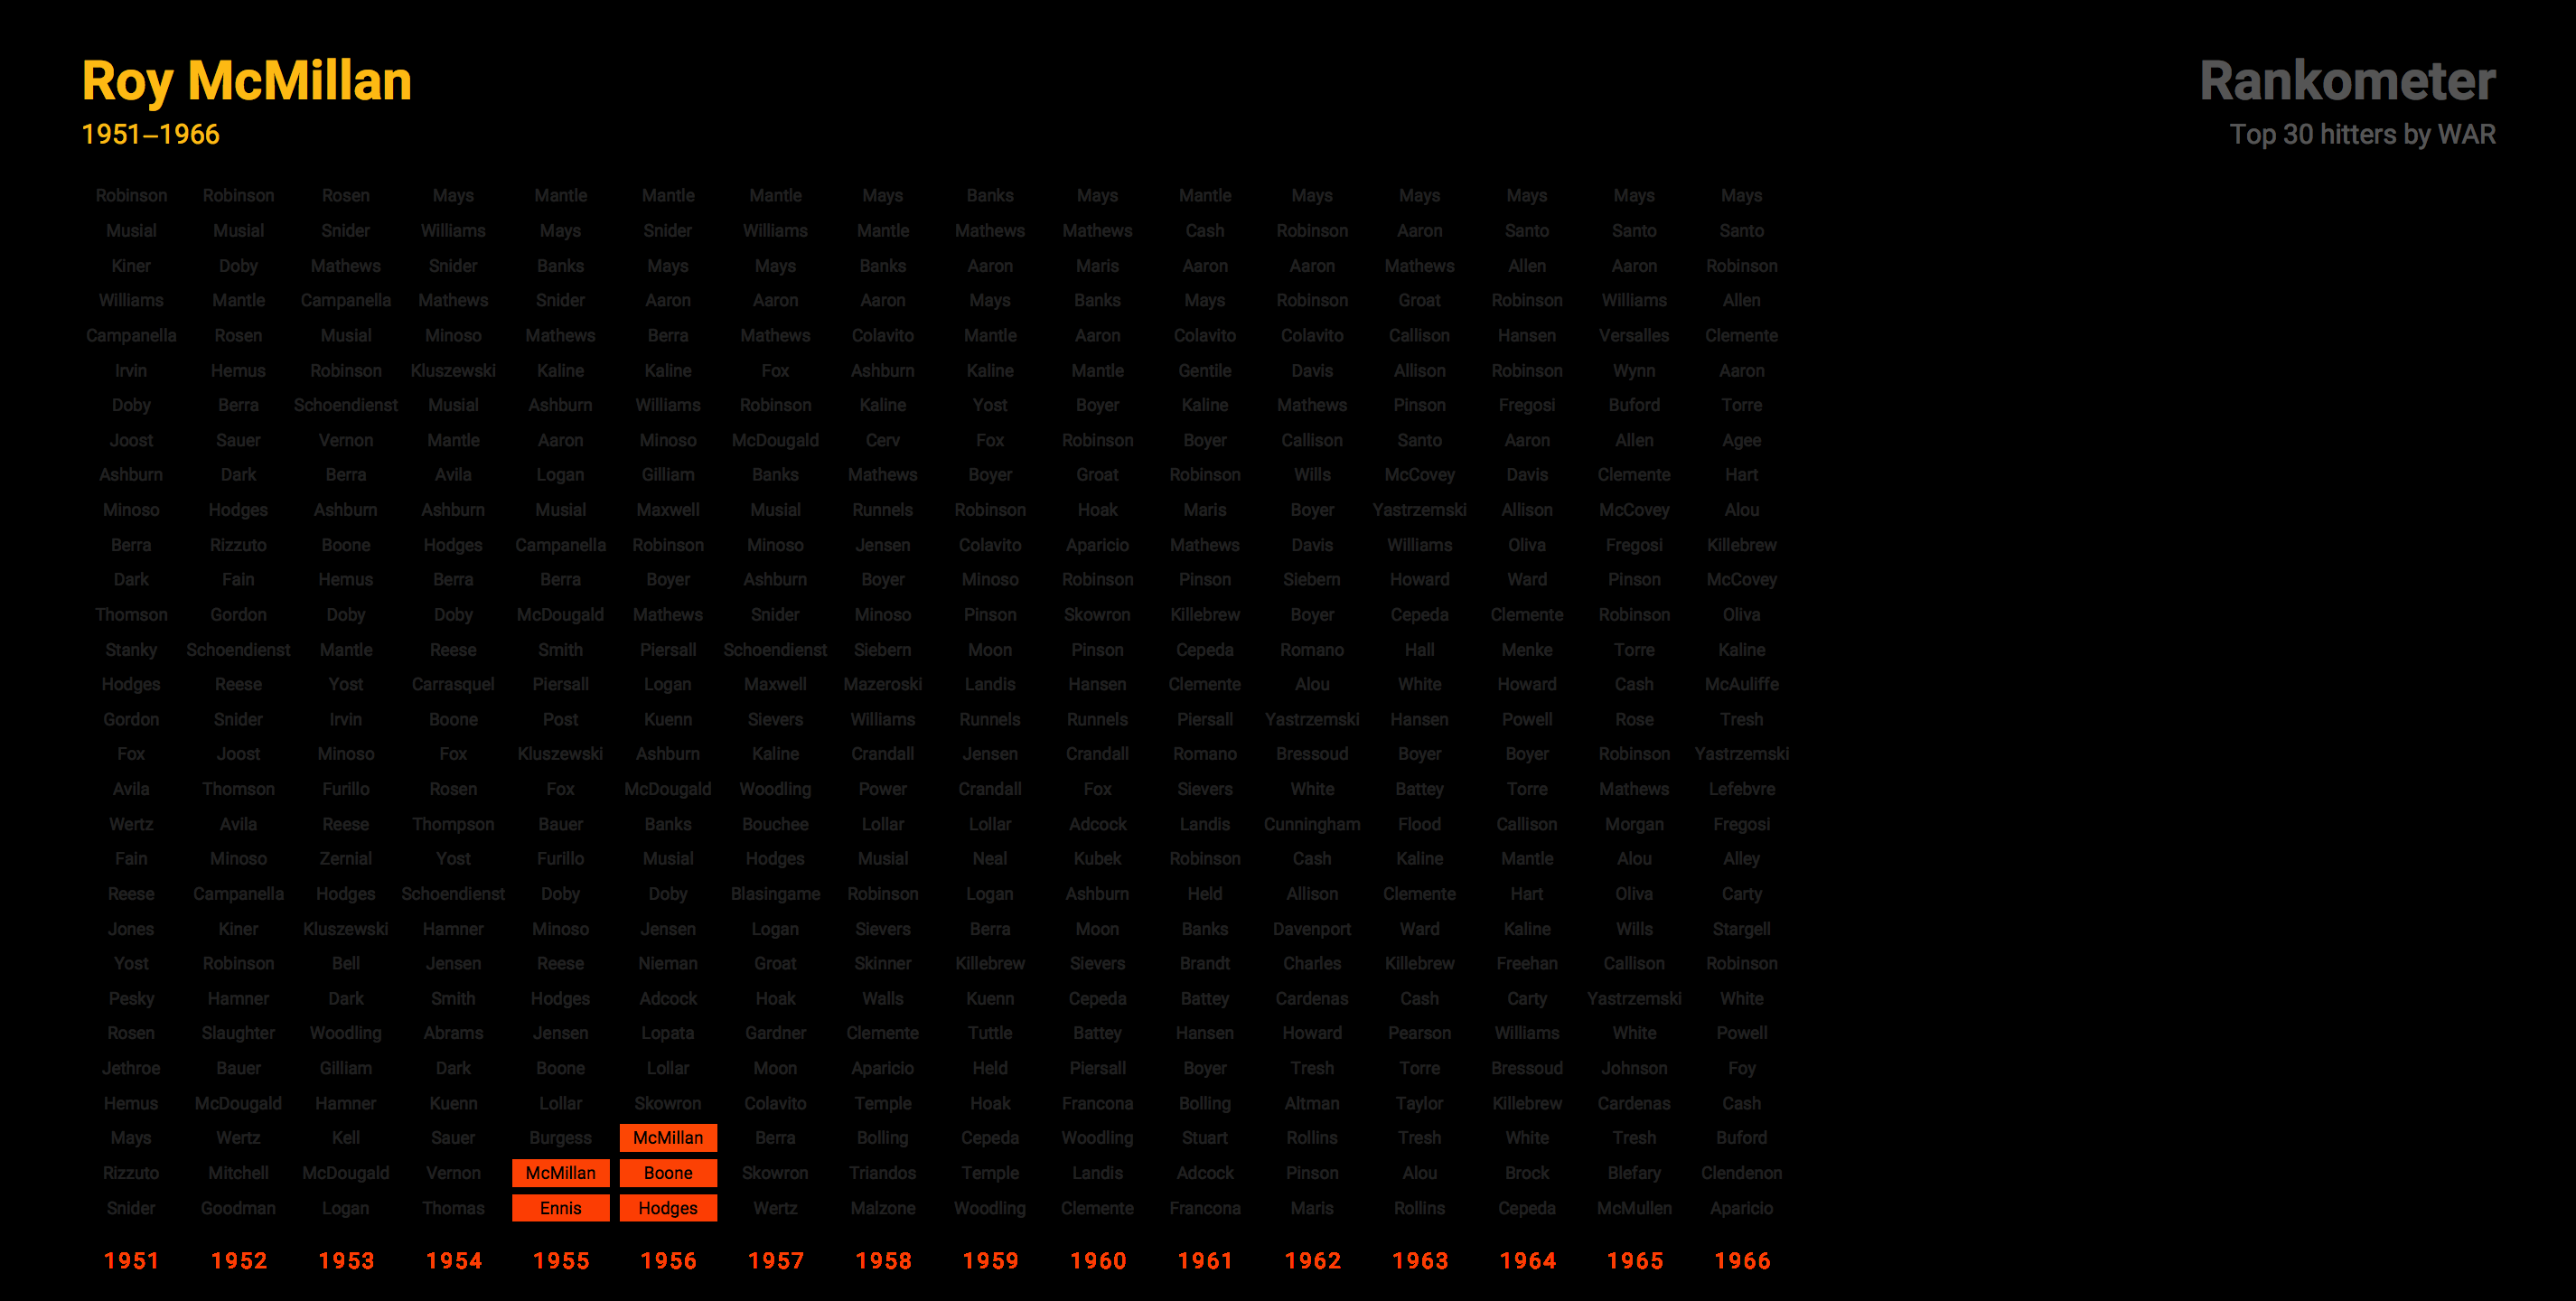 Roy McMillan Rankometer
1951–1966 Top 30 hitters by WAR
Robinson Robinson Rosen Mays Mantle Mantle Mantle Mays Banks Mays Mantle Mays Mays Mays Mays Mays
Musial Musial Snider Williams Mays Snider Williams Mantle Mathews Mathews Cash Robinson Aaron Santo Santo Santo
Kiner Doby Mathews Snider Banks Mays Mays Banks Aaron Maris Aaron Aaron Mathews Allen Aaron Robinson
Williams Mantle Campanella Mathews Snider Aaron Aaron Aaron Mays Banks Mays Robinson Groat Robinson Williams Allen
Campanella Rosen Musial Minoso Mathews Berra Mathews Colavito Mantle Aaron Colavito Colavito Callison Hansen Versalles Clemente
Irvin Hemus Robinson Kluszewski Kaline Kaline Fox Ashburn Kaline Mantle Gentile Davis Allison Robinson Wynn Aaron
Doby Berra Schoendienst Musial Ashburn Williams Robinson Kaline Yost Boyer Kaline Mathews Pinson Fregosi Buford Torre
Joost Sauer Vernon Mantle Aaron Minoso McDougald Cerv Fox Robinson Boyer Callison Santo Aaron Allen Agee
Ashburn Dark Berra Avila Logan Gilliam Banks Mathews Boyer Groat Robinson Wills McCovey Davis Clemente Hart
Minoso Hodges Ashburn Ashburn Musial Maxwell Musial Runnels Robinson Hoak Maris Boyer Yastrzemski Allison McCovey Alou
Berra Rizzuto Boone Hodges Campanella Robinson Minoso Jensen Colavito Aparicio Mathews Davis Williams Oliva Fregosi Killebrew
Dark Fain Hemus Berra Berra Boyer Ashburn Boyer Minoso Robinson Pinson Siebern Howard Ward Pinson McCovey
Thomson Gordon Doby Doby McDougald Mathews Snider Minoso Pinson Skowron Killebrew Boyer Cepeda Clemente Robinson Oliva
Stanky Schoendienst Mantle Reese Smith Piersall Schoendienst Siebern Moon Pinson Cepeda Romano Hall Menke Torre Kaline
Hodges Reese Yost Carrasquel Piersall Logan Maxwell Mazeroski Landis Hansen Clemente Alou White Howard Cash McAuliffe
Gordon Snider Irvin Boone Post Kuenn Sievers Williams Runnels Runnels Piersall Yastrzemski Hansen Powell Rose Tresh
Fox Joost Minoso Fox Kluszewski Ashburn Kaline Crandall Jensen Crandall Romano Bressoud Boyer Boyer Robinson Yastrzemski
Avila Thomson Furillo Rosen Fox McDougald Woodling Power Crandall Fox Sievers White Battey Torre Mathews Lefebvre
Wertz Avila Reese Thompson Bauer Banks Bouchee Lollar Lollar Adcock Landis Cunningham Flood Callison Morgan Fregosi
Fain Minoso Zernial Yost Furillo Musial Hodges Musial Neal Kubek Robinson Cash Kaline Mantle Alou Alley
Reese Campanella Hodges Schoendienst Doby Doby Blasingame Robinson Logan Ashburn Held Allison Clemente Hart Oliva Carty
Jones Kiner Kluszewski Hamner Minoso Jensen Logan Sievers Berra Moon Banks Davenport Ward Kaline Wills Stargell
Yost Robinson Bell Jensen Reese Nieman Groat Skinner Killebrew Sievers Brandt Charles Killebrew Freehan Callison Robinson
Pesky Hamner Dark Smith Hodges Adcock Hoak Walls Kuenn Cepeda Battey Cardenas Cash Carty Yastrzemski White
Rosen Slaughter Woodling Abrams Jensen Lopata Gardner Clemente Tuttle Battey Hansen Howard Pearson Williams White Powell
Jethroe Bauer Gilliam Dark Boone Lollar Moon Aparicio Held Piersall Boyer Tresh Torre Bressoud Johnson Foy
Hemus McDougald Hamner Kuenn Lollar Skowron Colavito Temple Hoak Francona Bolling Altman Taylor Killebrew Cardenas Cash
Mays Wertz Kell Sauer Burgess McMillan Berra Bolling Cepeda Woodling Stuart Rollins Tresh White Tresh Buford
Rizzuto Mitchell McDougald Vernon McMillan Boone Skowron Triandos Temple Landis Adcock Pinson Alou Brock Blefary Clendenon
Snider Goodman Logan Thomas Ennis Hodges Wertz Malzone Woodling Clemente Francona Maris Rollins Cepeda McMullen Aparicio
1951 1952 1953 1954 1955 1956 1957 1958 1959 1960 1961 1962 1963 1964 1965 1966